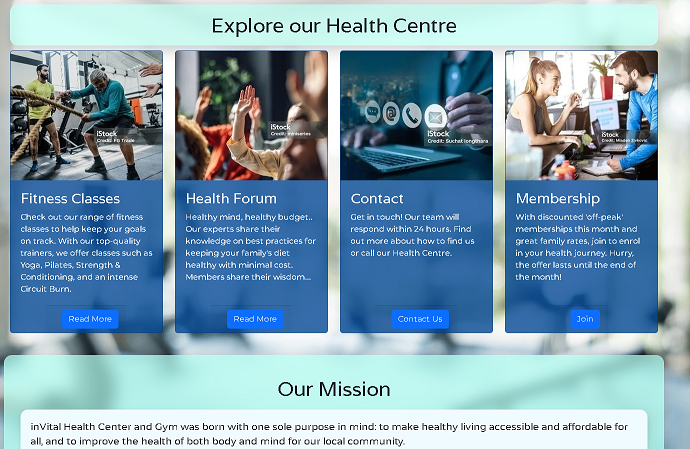 Explore our Health Centre
iStock
Credit: FG Trade
iStock
Credit: miniseries
iStock
Credit: Suchat longthara
iStock
Credit: Mladen Zivkovic
Fitness Classes
Check out our range of fitness
classes to help keep your goals
on track. With our top-quality
trainers, we offer classes such as
Yoga, Pilates, Strength &
Conditioning, and an intense
Circuit Burn.
Read More
Health Forum
Healthy mind, healthy budget..
Our experts share their
knowledge on best practices for
keeping your family's diet
healthy with minimal cost.
Members share their wisdom...
Read More
Contact
Get in touch! Our team will
respond within 24 hours. Find
out more about how to find us
or call our Health Centre.
Contact Us
Membership
With discounted 'off-peak'
memberships this month and
great family rates, join to enrol
in your health journey. Hurry,
the offer lasts until the end of
the month!
Join
Our Mission
inVital Health Center and Gym was born with one sole purpose in mind: to make healthy living accessible and affordable for
all, and to improve the health of both body and mind for our local community.